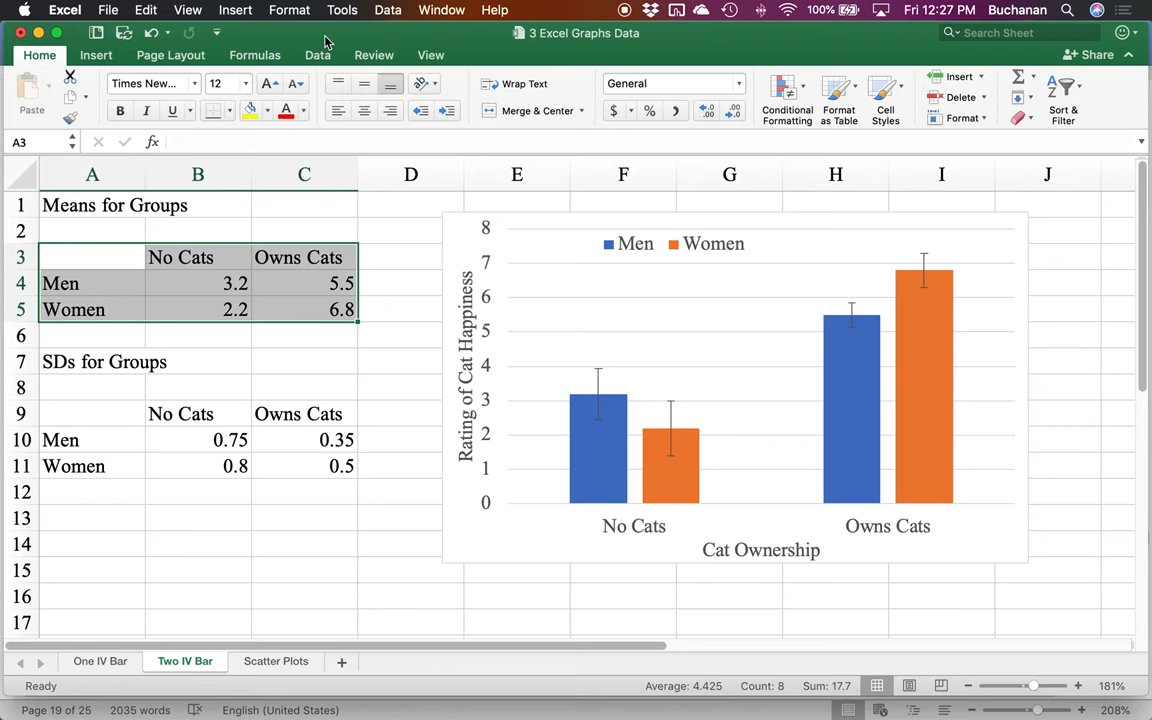 Excel File Edit View Insert Format Tools Data Window Help 100% Fri 12:27 PM Buchanan
3 Excel Graphs Data Search Sheet
Home Insert Page Layout Formulas Data Review View Share
Paste Times New... 12 A A Wrap Text General Conditional Formatting Format as Table Cell Styles Insert Delete Format Sort & Filter
B I U A Merge & Center $ % .0 .00 .00 .0
A3 fx
A B C D E F G H I J
1 Means for Groups
2
3 No Cats Owns Cats
4 Men 3.2 5.5
5 Women 2.2 6.8
6
7 SDs for Groups
8
9 No Cats Owns Cats
10 Men 0.75 0.35
11 Women 0.8 0.5
12
13
14
15
16
17
Men Women
Rating of Cat Happiness
8
7
6
5
4
3
2
1
0
No Cats Owns Cats
Cat Ownership
One IV Bar Two IV Bar Scatter Plots +
Ready Average: 4.425 Count: 8 Sum: 17.7 181%
Page 19 of 25 2035 words English (United States) 208%